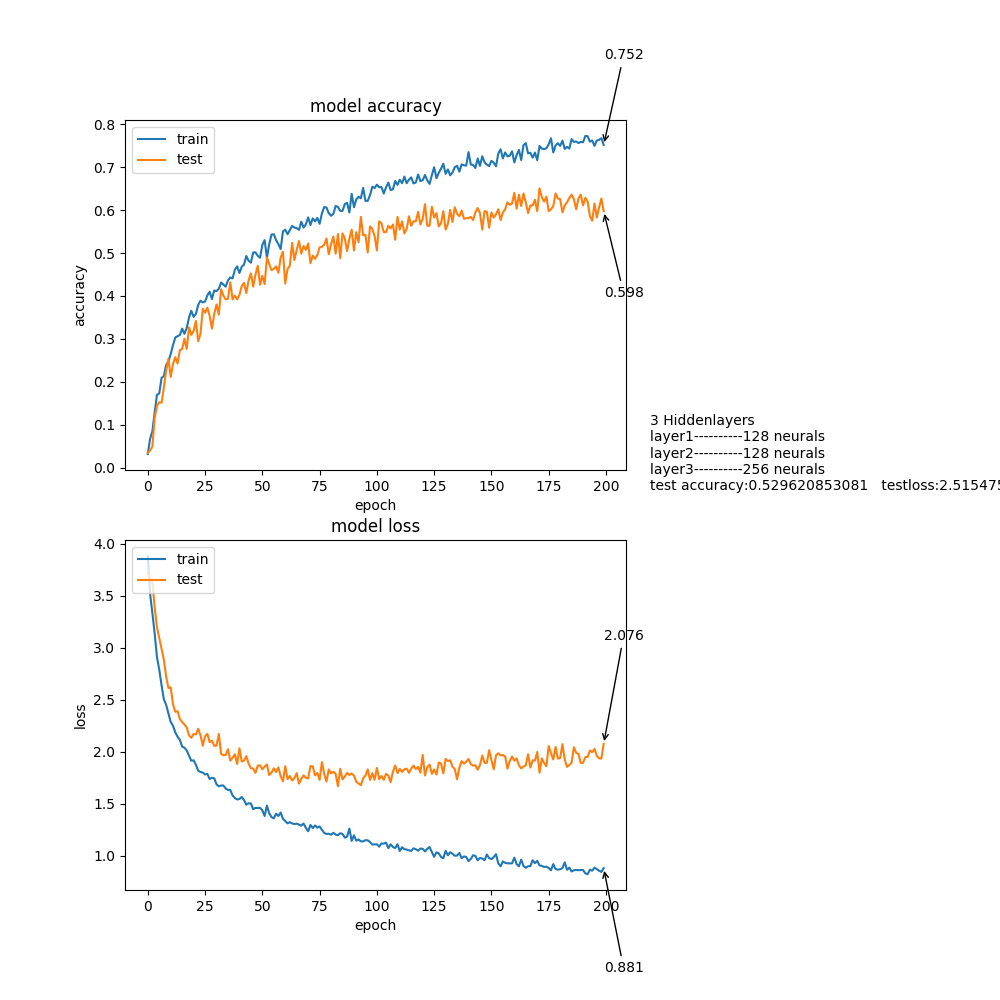 0.752
model accuracy
train
test
0.8
0.7
0.6
0.5
0.4
0.3
0.2
0.1
0.0
accuracy
0.598
0 25 50 75 100 125 150 175 200
epoch
3 Hiddenlayers
layer1----------128 neurals
layer2----------128 neurals
layer3----------256 neurals
test accuracy:0.529620853081 testloss:2.515475
model loss
train
test
4.0
3.5
3.0
2.5
2.0
1.5
1.0
loss
2.076
0 25 50 75 100 125 150 175 200
epoch
0.881